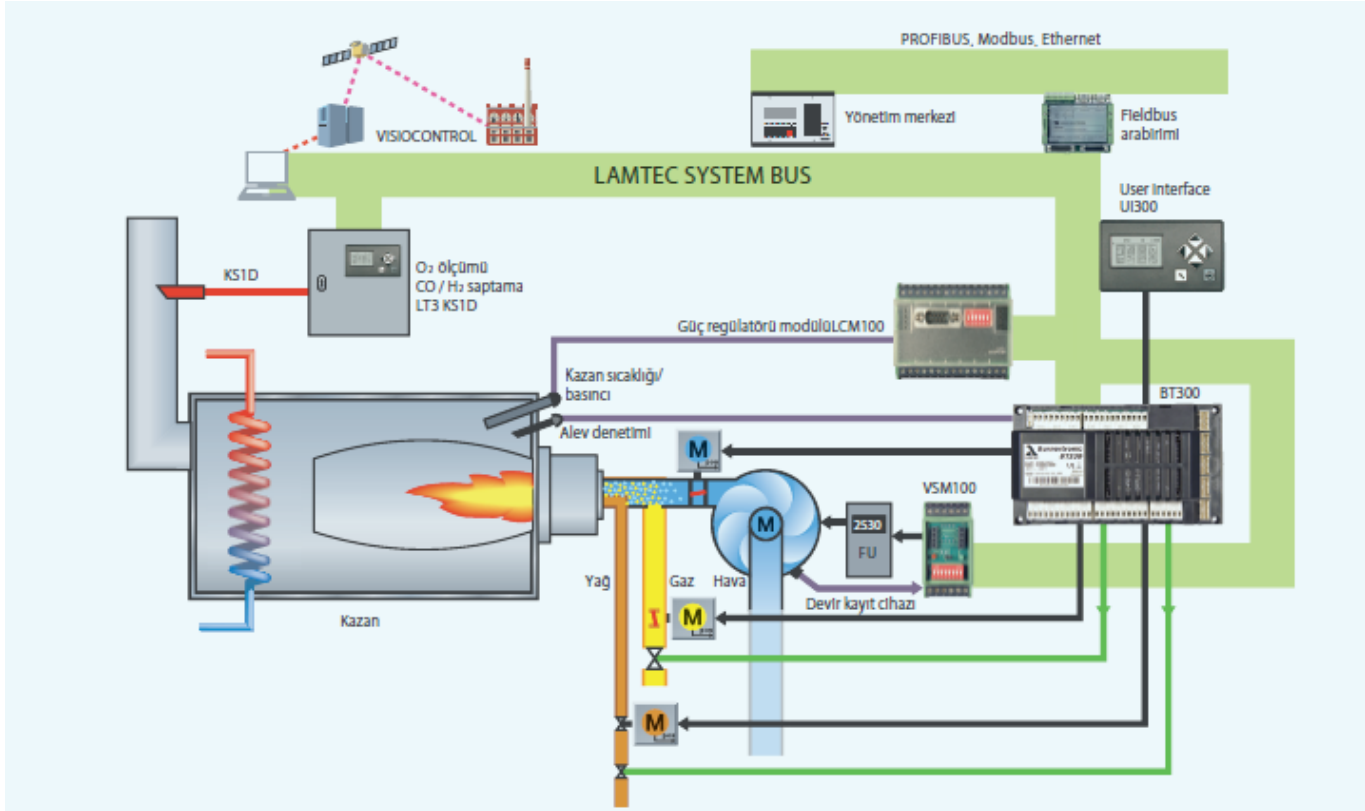 PROFIBUS, Modbus, Ethernet
Yönetim merkezi
Fieldbus
arabirimi
VISIOCONTROL
LAMTEC SYSTEM BUS
User Interface
UI300
KS1D
O₂ ölçümü
CO / H₂ saptama
LT3 KS1D
Güç regülatörü modülüLCM100
Kazan sıcaklığı/
basıncı
Alev denetimi
BT300
M
VSM100
M
2530
FU
Yağ
Gaz
Hava
Devir kayıt cihazı
M
Kazan
M